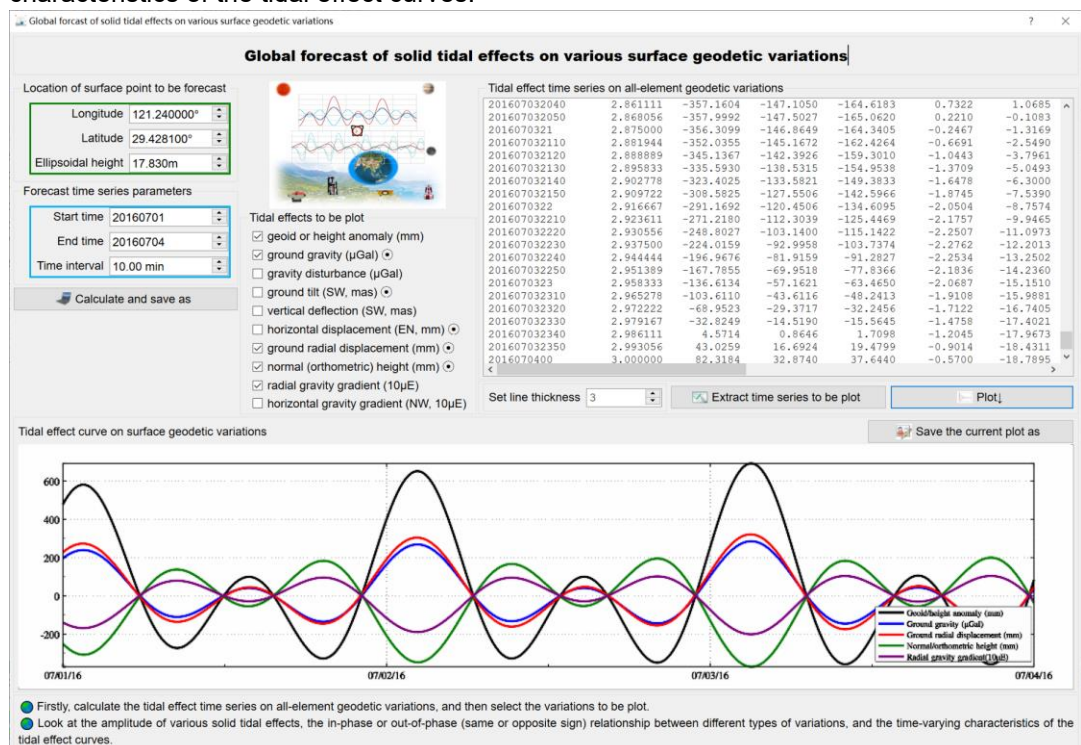 characteristics of the tidal effect curves.
Global forcast of solid tidal effects on various surface geodetic variations
? ×
Global forecast of solid tidal effects on various surface geodetic variations
Location of surface point to be forecast
Longitude 121.240000°
Latitude 29.428100°
Ellipsoidal height 17.830m
Forecast time series parameters
Start time 20160701
End time 20160704
Time interval 10.00 min
Calculate and save as
Tidal effects to be plot
geoid or height anomaly (mm)
ground gravity (μGal)
gravity disturbance (μGal)
ground tilt (SW, mas)
vertical deflection (SW, mas)
horizontal displacement (EN, mm)
ground radial displacement (mm)
normal (orthometric) height (mm)
radial gravity gradient (10μE)
horizontal gravity gradient (NW, 10μE)
Tidal effect time series on all-element geodetic variations
201607032040 2.861111 -357.1604 -147.1050 -164.6183 0.7322 1.0685
201607032050 2.868056 -357.9992 -147.5027 -165.0620 0.2210 -0.1083
2016070321 2.875000 -356.3099 -146.8649 -164.3405 -0.2467 -1.3169
201607032110 2.881944 -352.0355 -145.1672 -162.4264 -0.6691 -2.5490
201607032120 2.888889 -345.1367 -142.3926 -159.3010 -1.0443 -3.7961
201607032130 2.895833 -335.5930 -138.5315 -154.9538 -1.3709 -5.0493
201607032140 2.902778 -323.4025 -133.5821 -149.3833 -1.6478 -6.3000
201607032150 2.909722 -308.5825 -127.5506 -142.5966 -1.8745 -7.5390
2016070322 2.916667 -291.1692 -120.4506 -134.6095 -2.0504 -8.7574
201607032210 2.923611 -271.2180 -112.3039 -125.4469 -2.1757 -9.9465
201607032220 2.930556 -248.8027 -103.1400 -115.1422 -2.2507 -11.0973
201607032230 2.937500 -224.0159 -92.9958 -103.7374 -2.2762 -12.2013
201607032240 2.944444 -196.9676 -81.9159 -91.2827 -2.2534 -13.2502
201607032250 2.951389 -167.7855 -69.9518 -77.8366 -2.1836 -14.2360
2016070323 2.958333 -136.6134 -57.1621 -63.4650 -2.0687 -15.1510
201607032310 2.965278 -103.6110 -43.6116 -48.2413 -1.9108 -15.9881
201607032320 2.972222 -68.9523 -29.3717 -32.2456 -1.7122 -16.7405
201607032330 2.979167 -32.8249 -14.5190 -15.5645 -1.4758 -17.4021
201607032340 2.986111 4.5714 0.8646 1.7098 -1.2045 -17.9673
201607032350 2.993056 43.0259 16.6924 19.4799 -0.9014 -18.4311
2016070400 3.000000 82.3184 32.8740 37.6440 -0.5700 -18.7895
Set line thickness 3
Extract time series to be plot
Plot↓
Tidal effect curve on surface geodetic variations
Save the current plot as
600
400
200
0
-200
Geoid/height anomaly (mm)
Ground gravity (μGal)
Ground radial displacement (mm)
Normal/orthometric height (mm)
Radial gravity gradient(10μE)
07/01/16 07/02/16 07/03/16 07/04/16
Firstly, calculate the tidal effect time series on all-element geodetic variations, and then select the variations to be plot.
Look at the amplitude of various solid tidal effects, the in-phase or out-of-phase (same or opposite sign) relationship between different types of variations, and the time-varying characteristics of the
tidal effect curves.